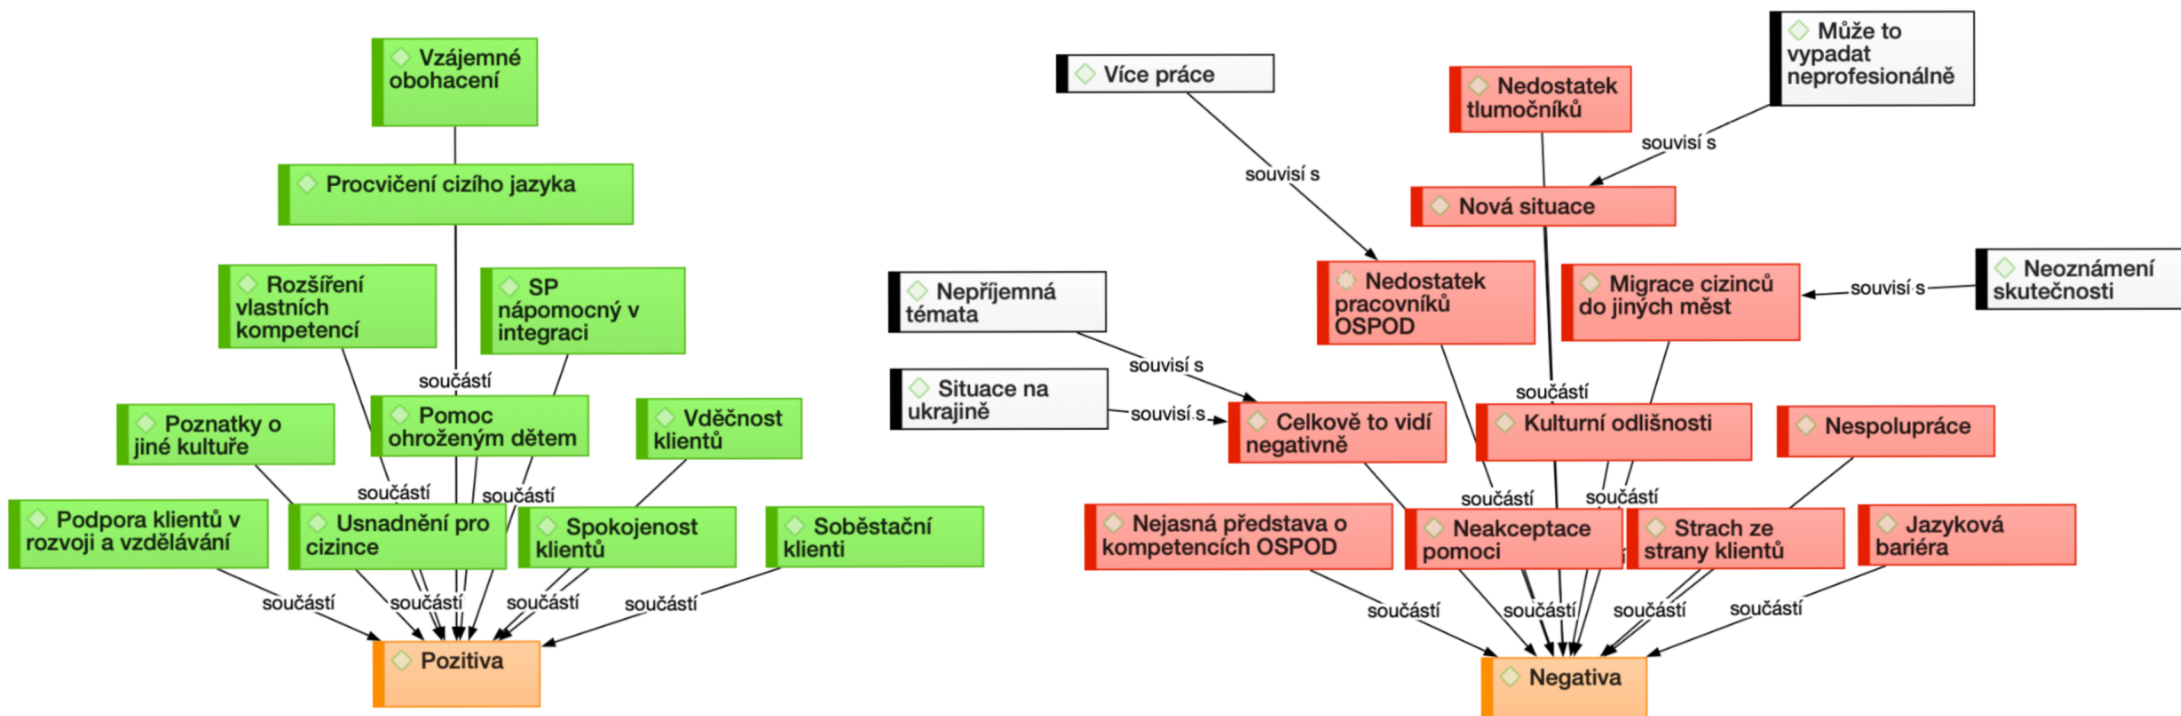 Vzájemné
obohacení
Procvičení cizího jazyka
Rozšíření
vlastních
kompetencí
SP
nápomocný v
integraci
součástí
Poznatky o
jiné kultuře
Pomoc
ohroženým dětem
Vděčnost
klientů
součástí
součástí
Podpora klientů v
rozvoji a vzdělávání
Usnadnění pro
cizince
Spokojenost
klientů
Soběstační
klienti
součástí
součástí
součástí
součástí
Pozitiva
Více práce
Nedostatek
tlumočníků
Může to
vypadat
neprofesionálně
souvisí s
souvisí s
Nová situace
Nepříjemná
témata
Nedostatek
pracovníků
OSPOD
Migrace cizinců
do jiných měst
souvisí s
Neoznámení
skutečnosti
souvisí s
Situace na
ukrajině
souvisí s
součástí
Celkově to vidí
negativně
Kulturní odlišnosti
Nespolupráce
součástí
součástí
Nejasná představa o
kompetencích OSPOD
Neakceptace
pomoci
Strach ze
strany klientů
Jazyková
bariéra
součástí
součástí
součástí
součástí
Negativa